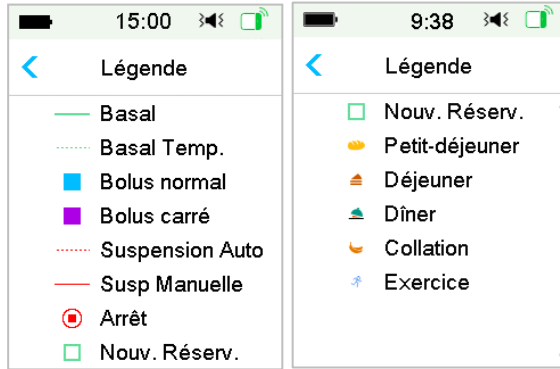 15:00
Légende
Basal
Basal Temp.
Bolus normal
Bolus carré
Suspension Auto
Susp Manuelle
Arrêt
Nouv. Réserv.
9:38
Légende
Nouv. Réserv.
Petit-déjeuner
Déjeuner
Dîner
Collation
Exercice